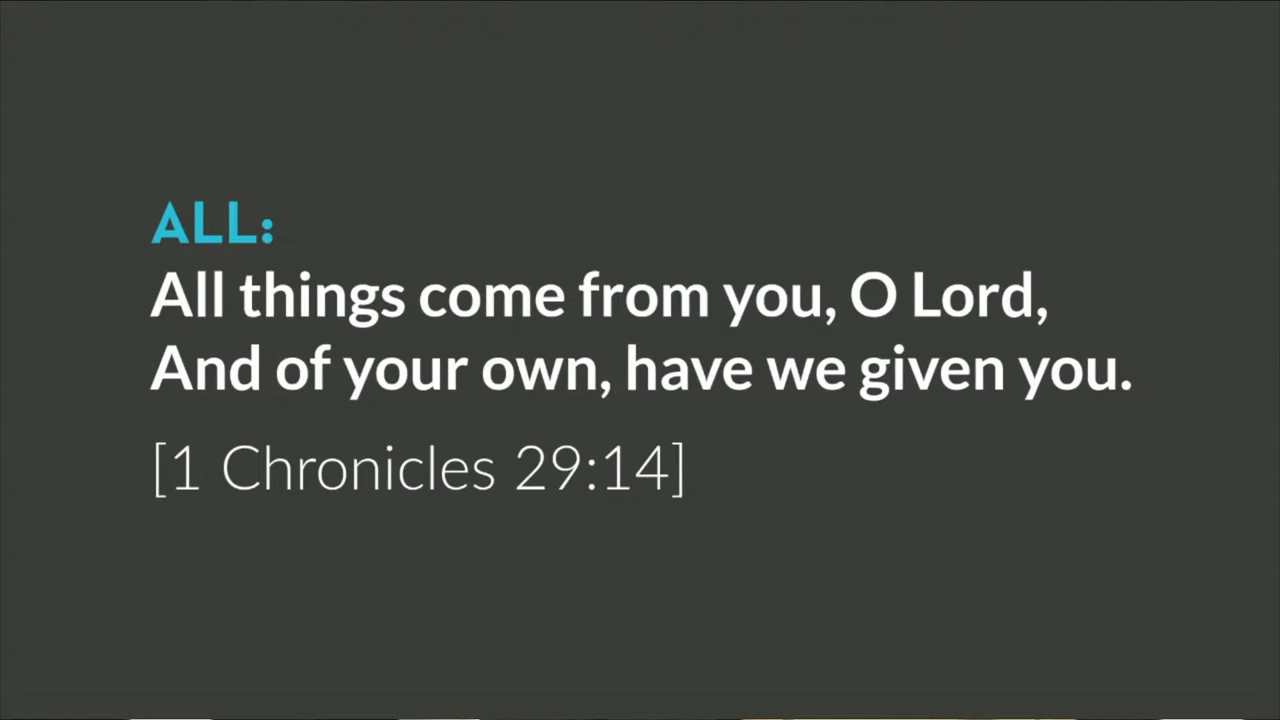 ALL:
All things come from you, O Lord,
And of your own, have we given you.
[1 Chronicles 29:14]